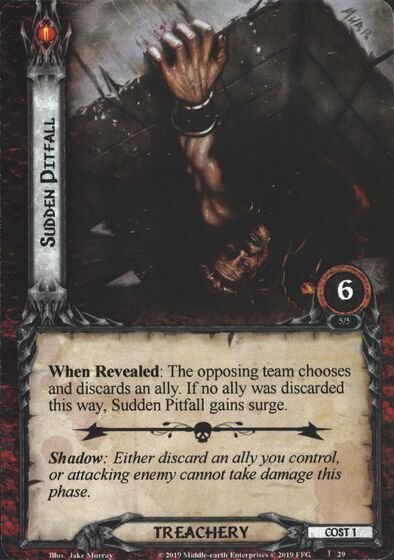 SUDDEN PITFALL
6
5/5
When Revealed: The opposing team chooses
and discards an ally. If no ally was discarded
this way, Sudden Pitfall gains surge.
Shadow: Either discard an ally you control,
or attacking enemy cannot take damage this
phase.
TREACHERY
COST 1
Illus. Jake Murray
© 2019 Middle-earth Enterprises © 2019 FFG
29